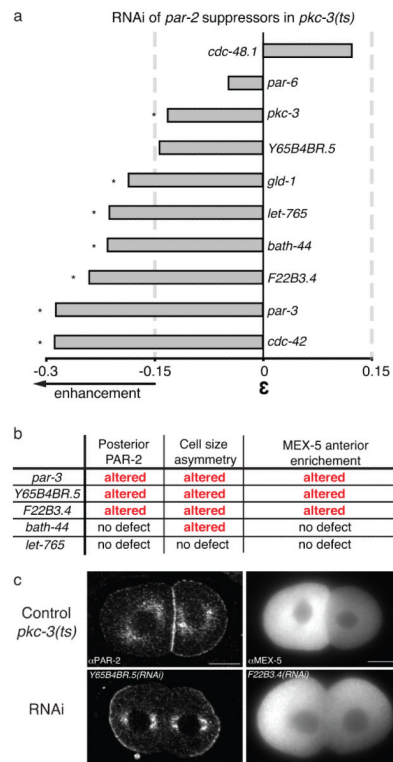 a
RNAi of par-2 suppressors in pkc-3(ts)
cdc-48.1
par-6
* pkc-3
Y65B4BR.5
* gld-1
* let-765
* bath-44
* F22B3.4
* par-3
* cdc-42
-0.3 -0.15 0 0.15
enhancement ε
b
Posterior PAR-2 Cell size asymmetry MEX-5 anterior enrichement
par-3 altered altered altered
Y65B4BR.5 altered altered altered
F22B3.4 altered altered altered
bath-44 no defect altered no defect
let-765 no defect no defect no defect
c
Control pkc-3(ts)
αPAR-2 αMEX-5
RNAi
Y65B4BR.5(RNAi) F22B3.4(RNAi)